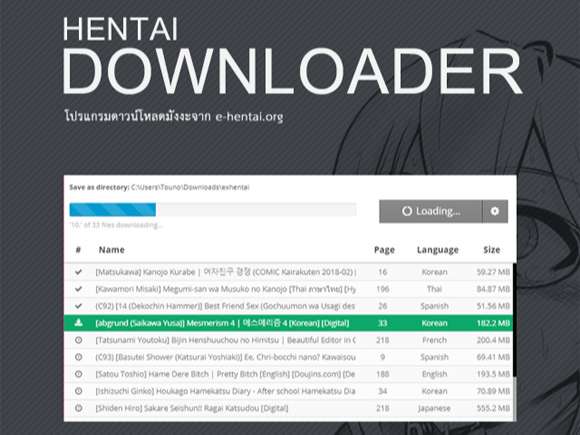 HENTAI
DOWNLOADER
โปรแกรมดาวน์โหลดมังงะจาก e-hentai.org
Save as directory: C:\Users\Touno\Downloads\exhentai
Loading...
'10.' of 33 files downloading...
# Name Page Language Size
[Matsukawa] Kanojo Kurabe | 여자친구 경쟁 (COMIC Kairakuten 2018-02) | 16 Korean 59.27 MB
[Kawamori Misaki] Megumi-san wa Musuko no Kanojo [Thai ภาษาไทย] [Hy 196 Thai 84.87 MB
(C92) [14 (Dekochin Hammer)] Best Friend Sex (Gochuumon wa Usagi des 26 Spanish 51.56 MB
[abgrund (Saikawa Yusa)] Mesmerism 4 | 메스메리즘 4 [Korean] [Digital] 33 Korean 182.2 MB
[Tatsunami Youtoku] Bijin Henshuuchou no Himitsu | Beautiful Editor in C 218 French 200.4 MB
(C93) [Basutei Shower (Katsurai Yoshiaki)] Ee, Chri-bocchi nano? Kawaisou 9 Spanish 69.41 MB
[Satou Toshio] Hame Dere Bitch | Pretty Bitch [English] [Doujins.com] [De 188 English 193.5 MB
[Ishizuchi Ginko] Houkago Hamekatsu Diary - After school Hamekatsu Dia 34 Korean 70.89 MB
[Shiden Hiro] Sakare Seishun!! Ragai Katsudou [Digital] 218 Japanese 555.2 MB